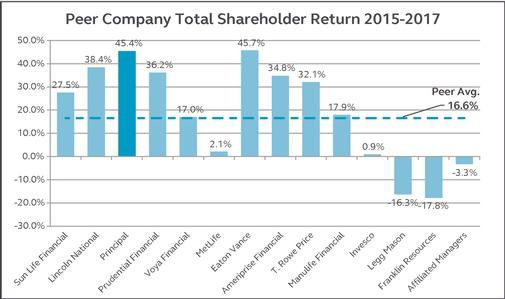 Peer Company Total Shareholder Return 2015-2017
50.0%
40.0%
30.0%
20.0%
10.0%
0.0%
-10.0%
-20.0%
-30.0%
27.5%
38.4%
45.4%
36.2%
17.0%
2.1%
45.7%
34.8%
32.1%
17.9%
0.9%
-16.3%
-17.8%
-3.3%
Peer Avg.
16.6%
Sun Life Financial
Lincoln National
Principal
Prudential Financial
Voya Financial
MetLife
Eaton Vance
Ameriprise Financial
T. Rowe Price
Manulife Financial
Invesco
Legg Mason
Franklin Resources
Affiliated Managers